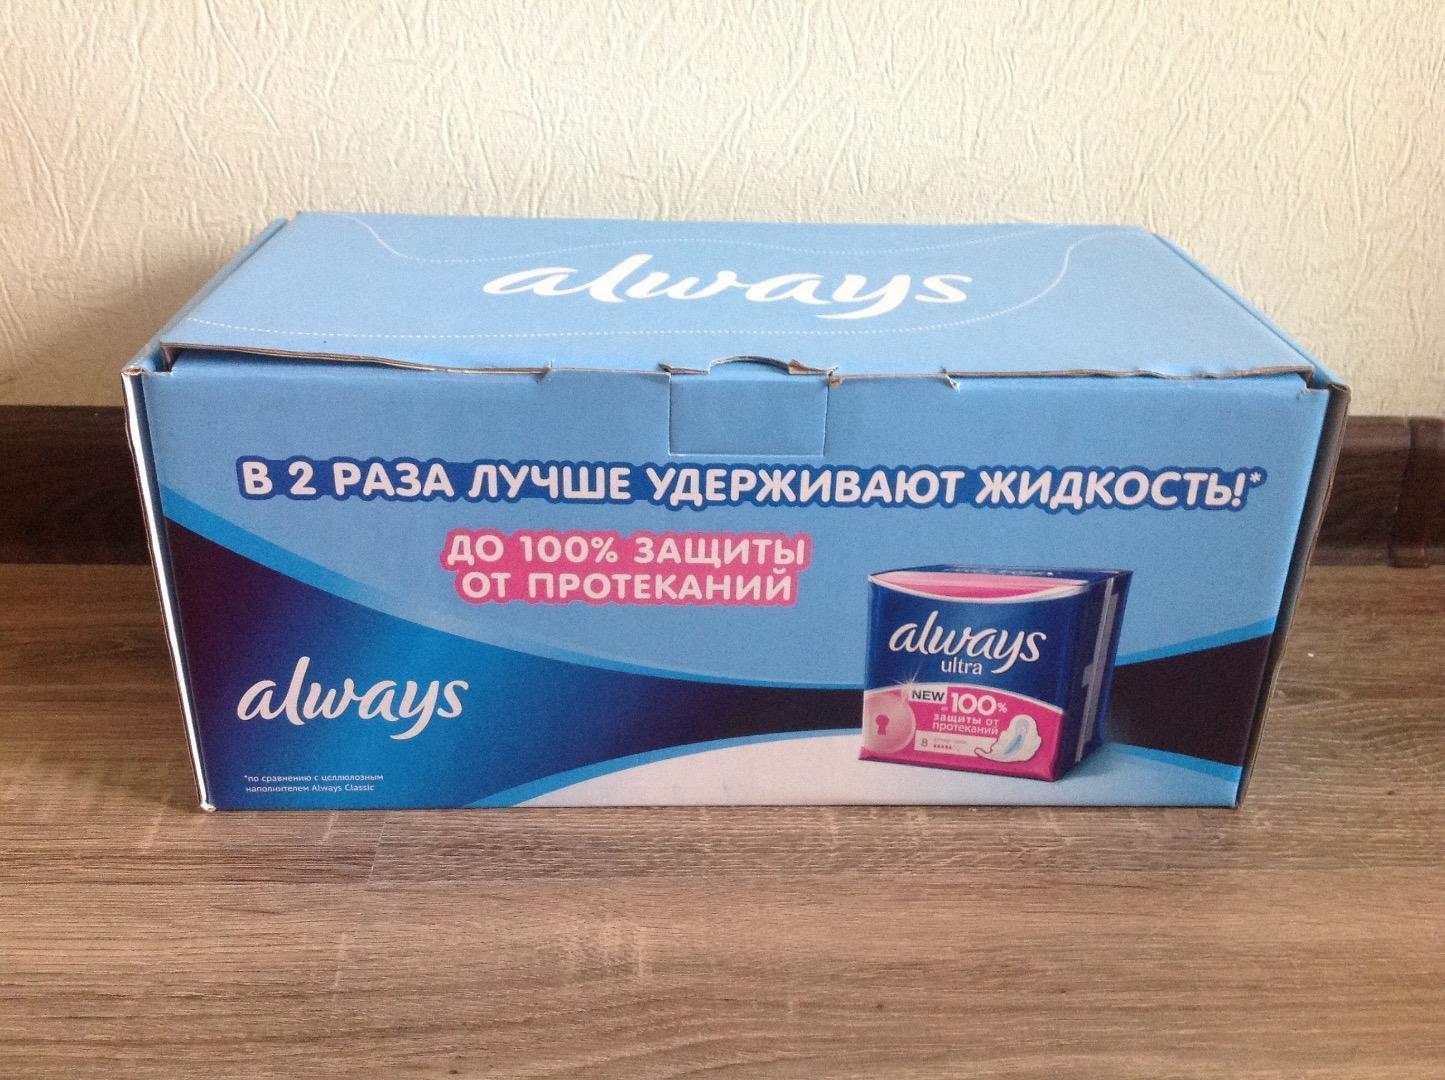 always
В 2 РАЗА ЛУЧШЕ УДЕРЖИВАЮТ ЖИДКОСТЬ!*
ДО 100% ЗАЩИТЫ
ОТ ПРОТЕКАНИЙ
always
*по сравнению с целлюлозным
наполнителем Always Classic
always
ultra
NEW до 100%
защиты от
протеканий
8